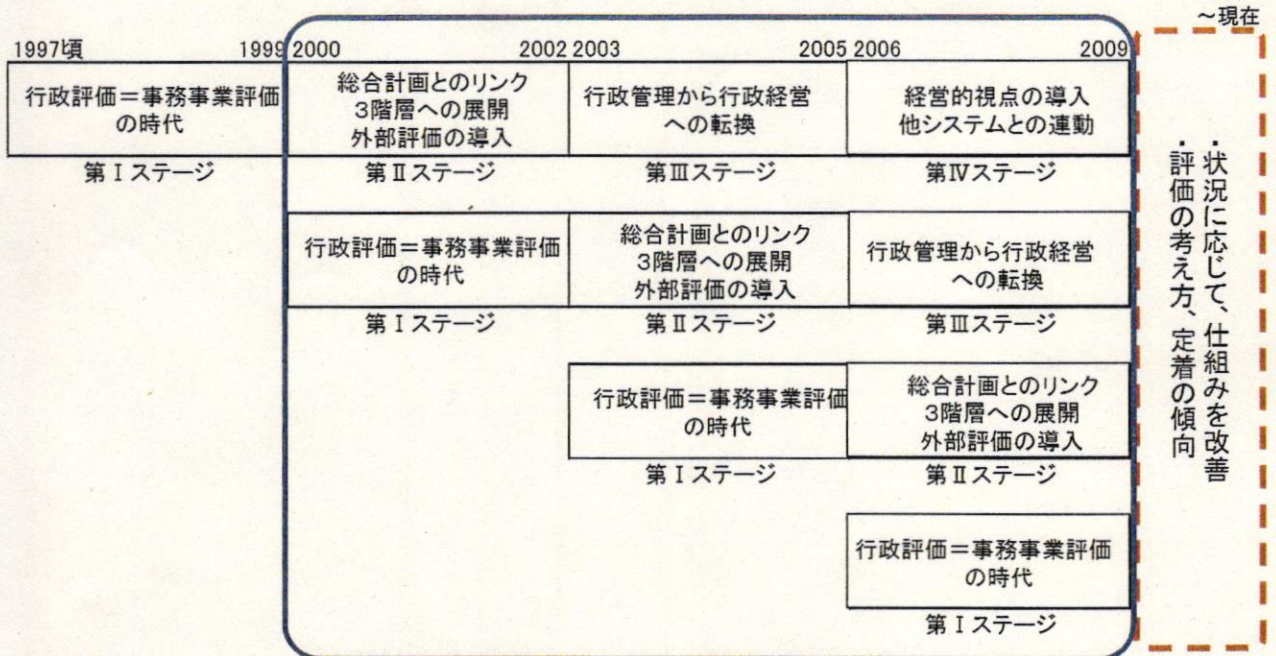 ～現在
1997頃 1999 2000 2002 2003 2005 2006 2009
行政評価＝事務事業評価
の時代
第Ⅰステージ
総合計画とのリンク
3階層への展開
外部評価の導入
第Ⅱステージ
行政管理から行政経営
への転換
第Ⅲステージ
経営的視点の導入
他システムとの連動
第Ⅳステージ
行政評価＝事務事業評価
の時代
第Ⅰステージ
総合計画とのリンク
3階層への展開
外部評価の導入
第Ⅱステージ
行政管理から行政経営
への転換
第Ⅲステージ
行政評価＝事務事業評価
の時代
第Ⅰステージ
総合計画とのリンク
3階層への展開
外部評価の導入
第Ⅱステージ
行政評価＝事務事業評価
の時代
第Ⅰステージ
・状況に応じて、仕組みを改善
・評価の考え方、定着の傾向